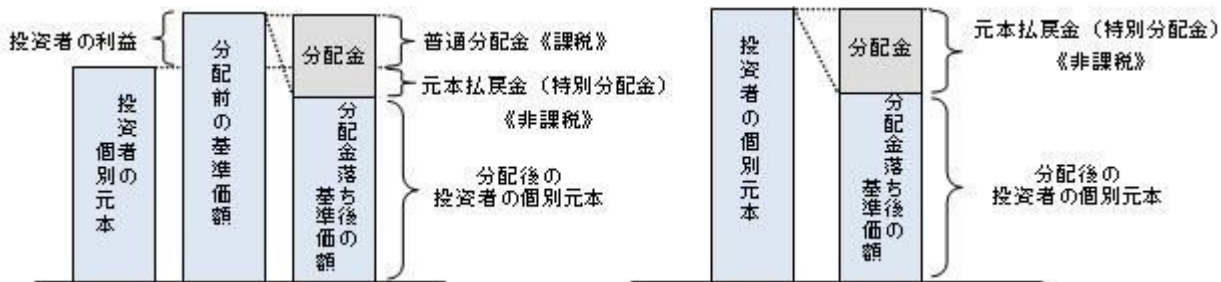 投資者の利益
投資者の
個別元本
分配前の基準価額
分配金
分配金落ち後の
基準価額
普通分配金《課税》
元本払戻金（特別分配金）
《非課税》
分配後の
投資者の個別元本
投資者の個別元本
分配金
分配金落ち後の
基準価額
元本払戻金（特別分配金）
《非課税》
分配後の
投資者の個別元本